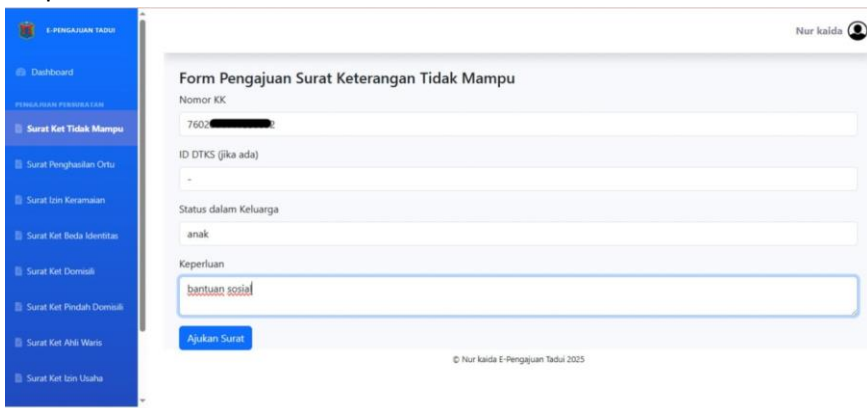 E-PENGAJUAN TADUI
Nur kaida
Dashboard
PENGAJUAN PERSURATAN
Surat Ket Tidak Mampu
Surat Penghasilan Ortu
Surat Izin Keramaian
Surat Ket Beda Identitas
Surat Ket Domisili
Surat Ket Pindah Domisili
Surat Ket Ahli Waris
Surat Ket Izin Usaha
Form Pengajuan Surat Keterangan Tidak Mampu
Nomor KK
7602 2
ID DTKS (jika ada)
-
Status dalam Keluarga
anak
Keperluan
bantuan sosial
Ajukan Surat
© Nur kaida E-Pengajuan Tadui 2025